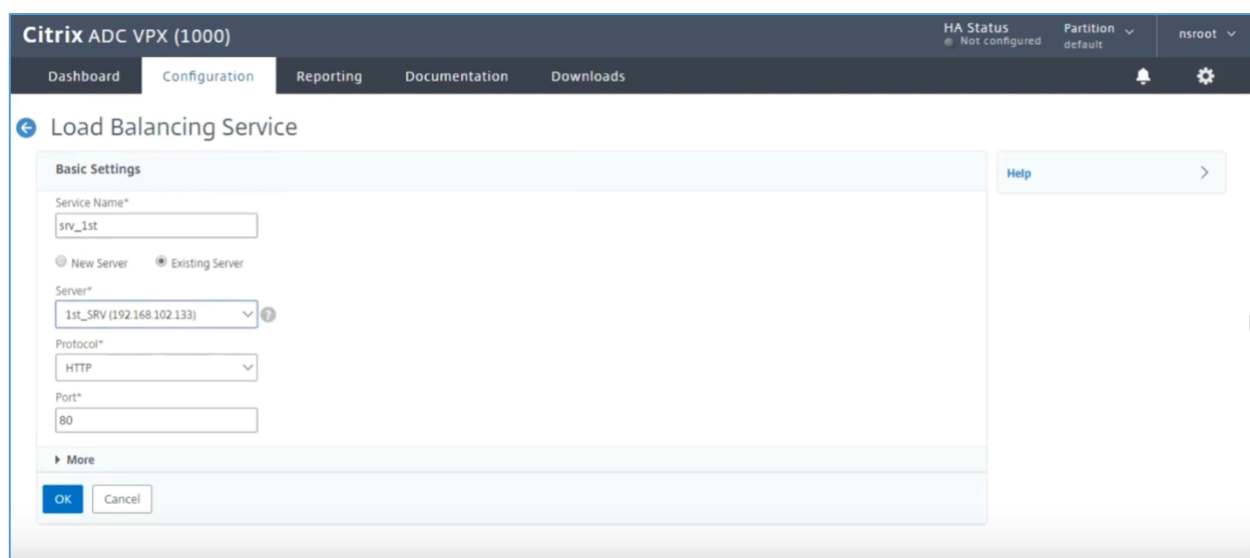 Citrix ADC VPX (1000)
HA Status
Not configured
Partition
default
nsroot
Dashboard Configuration Reporting Documentation Downloads
Load Balancing Service
Basic Settings
Help
Service Name*
srv_1st
New Server Existing Server
Server*
1st_SRV (192.168.102.133)
?
Protocol*
HTTP
Port*
80
More
OK Cancel